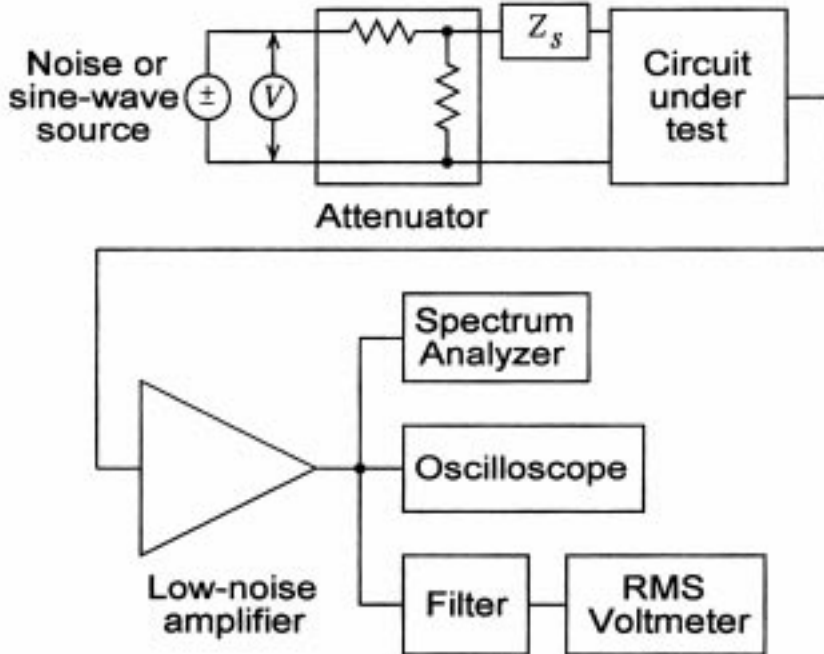 Noise or
sine-wave
source
±
V
Z_s
Circuit
under
test
Attenuator
Spectrum
Analyzer
Oscilloscope
Low-noise
amplifier
Filter
RMS
Voltmeter